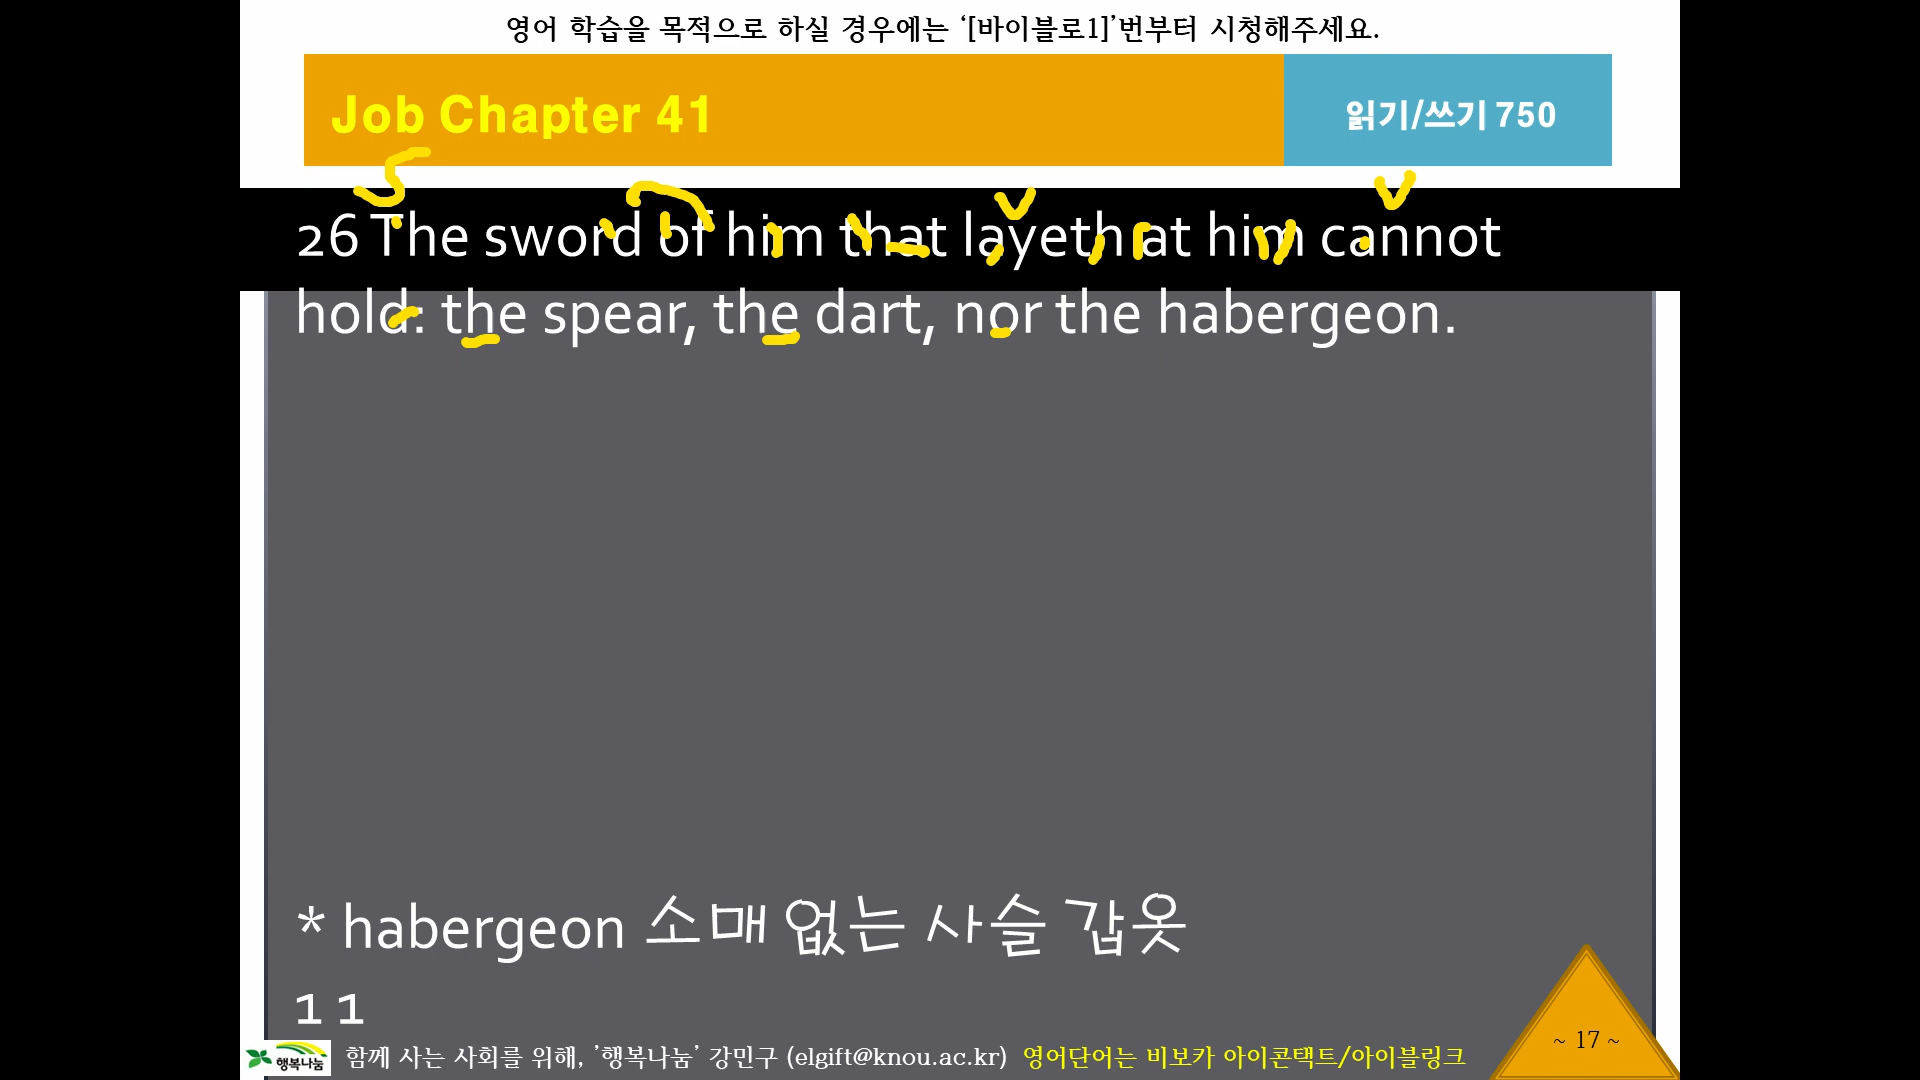 영어 학습을 목적으로 하실 경우에는 ‘[바이블로1]’번부터 시청해주세요.
Job Chapter 41
읽기/쓰기 750
26 The sword of him that layeth at him cannot
hold: the spear, the dart, nor the habergeon.
* habergeon 소매 없는 사슬 갑옷
1 1
~ 17 ~
행복나눔 함께 사는 사회를 위해, ’행복나눔’ 강민구 (elgift@knou.ac.kr) 영어단어는 비보카 아이콘택트/아이블링크